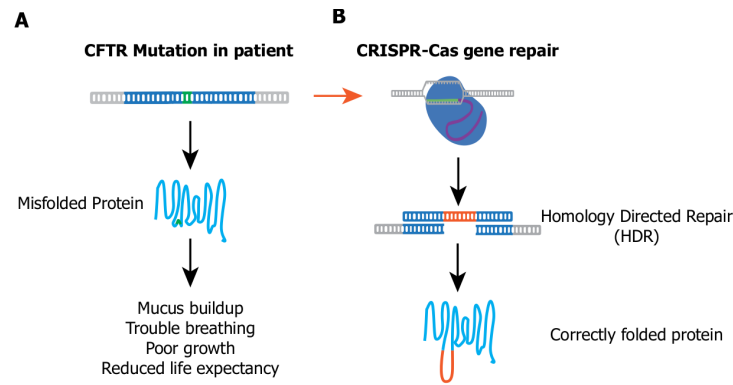 A
CFTR Mutation in patient
Misfolded Protein
Mucus buildup
Trouble breathing
Poor growth
Reduced life expectancy
B
CRISPR-Cas gene repair
Homology Directed Repair
(HDR)
Correctly folded protein